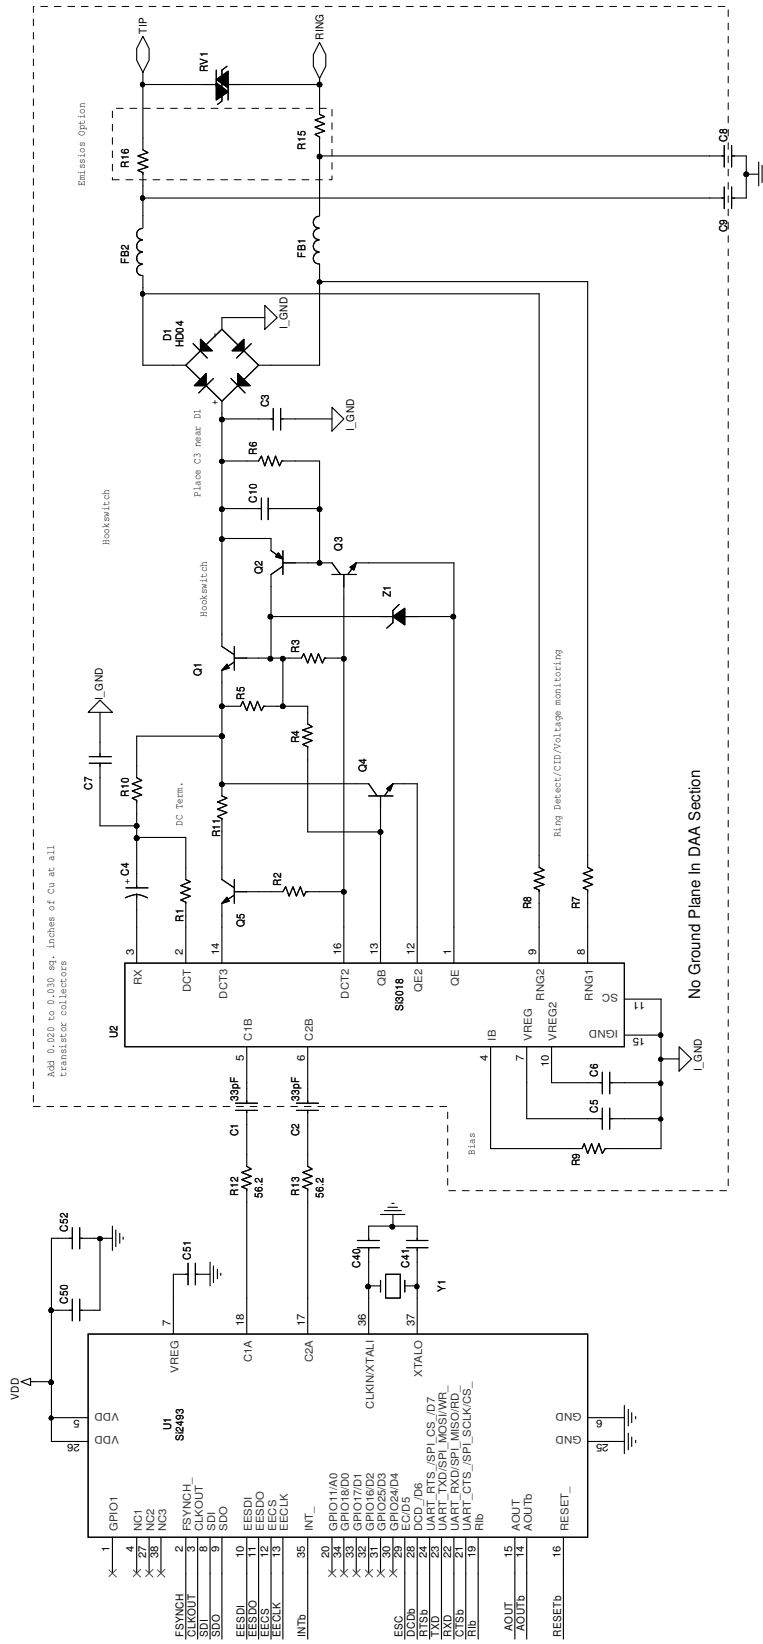 No Ground Plane In DAA Section
Add 0.020 to 0.030 sq. inches of Cu at all
transistor collectors
Emissios Option
Hookswitch
Hookswitch
Place C3 near D1
DC Term.
Ring Detect/CID/Voltage monitoring
Bias
TIP
RING
RV1
R16
R15
FB2
FB1
C8
C9
D1
HD04
+
-
I_GND
C3
I_GND
R6
C10
Q2
Q3
Z1
Q1
R5
R3
R4
Q4
C7
I_GND
R10
R11
+
C4
R1
R2
Q5
R8
R7
U2
Si3018
3
RX
2
DCT
14
DCT3
16
DCT2
13
QB
12
QE2
1
QE
9
RNG2
8
RNG1
SC
11
IGND
15
C1B
5
C2B
6
IB
4
VREG
7
VREG2
10
C6
C5
R9
I_GND
33pF
C1
33pF
C2
R12
56.2
R13
56.2
VDD
C50
C52
C51
C40
C41
Y1
U1
Si2493
VDD
5
VDD
26
VREG
7
C1A
18
C2A
17
CLKIN/XTALI
36
XTALO
37
GND
6
GND
25
1
GPIO1
4
NC1
27
NC2
38
NC3
FSYNCH
2
FSYNCH_
CLKOUT
3
CLKOUT
SDI
8
SDI
SDO
9
SDO
EESDI
10
EESDI
EESDO
11
EESDO
EECS
12
EECS
EECLK
13
EECLK
INTb
35
INT_
20
GPIO11/A0
34
GPIO18/D0
33
GPIO17/D1
32
GPIO16/D2
31
GPIO25/D3
30
GPIO24/D4
ESC
29
EC/D5
DCDb
28
DCD_/D6
RTSb
24
UART_RTS_/SPI_CS_/D7
TXD
23
UART_TXD/SPI_MOSI/WR_
RXD
22
UART_RXD/SPI_MISO/RD_
CTSb
21
UART_CTS_/SPI_SCLK/CS_
RIb
19
RIb
AOUT
15
AOUT
AOUTb
14
AOUTb
RESETb
16
RESET_